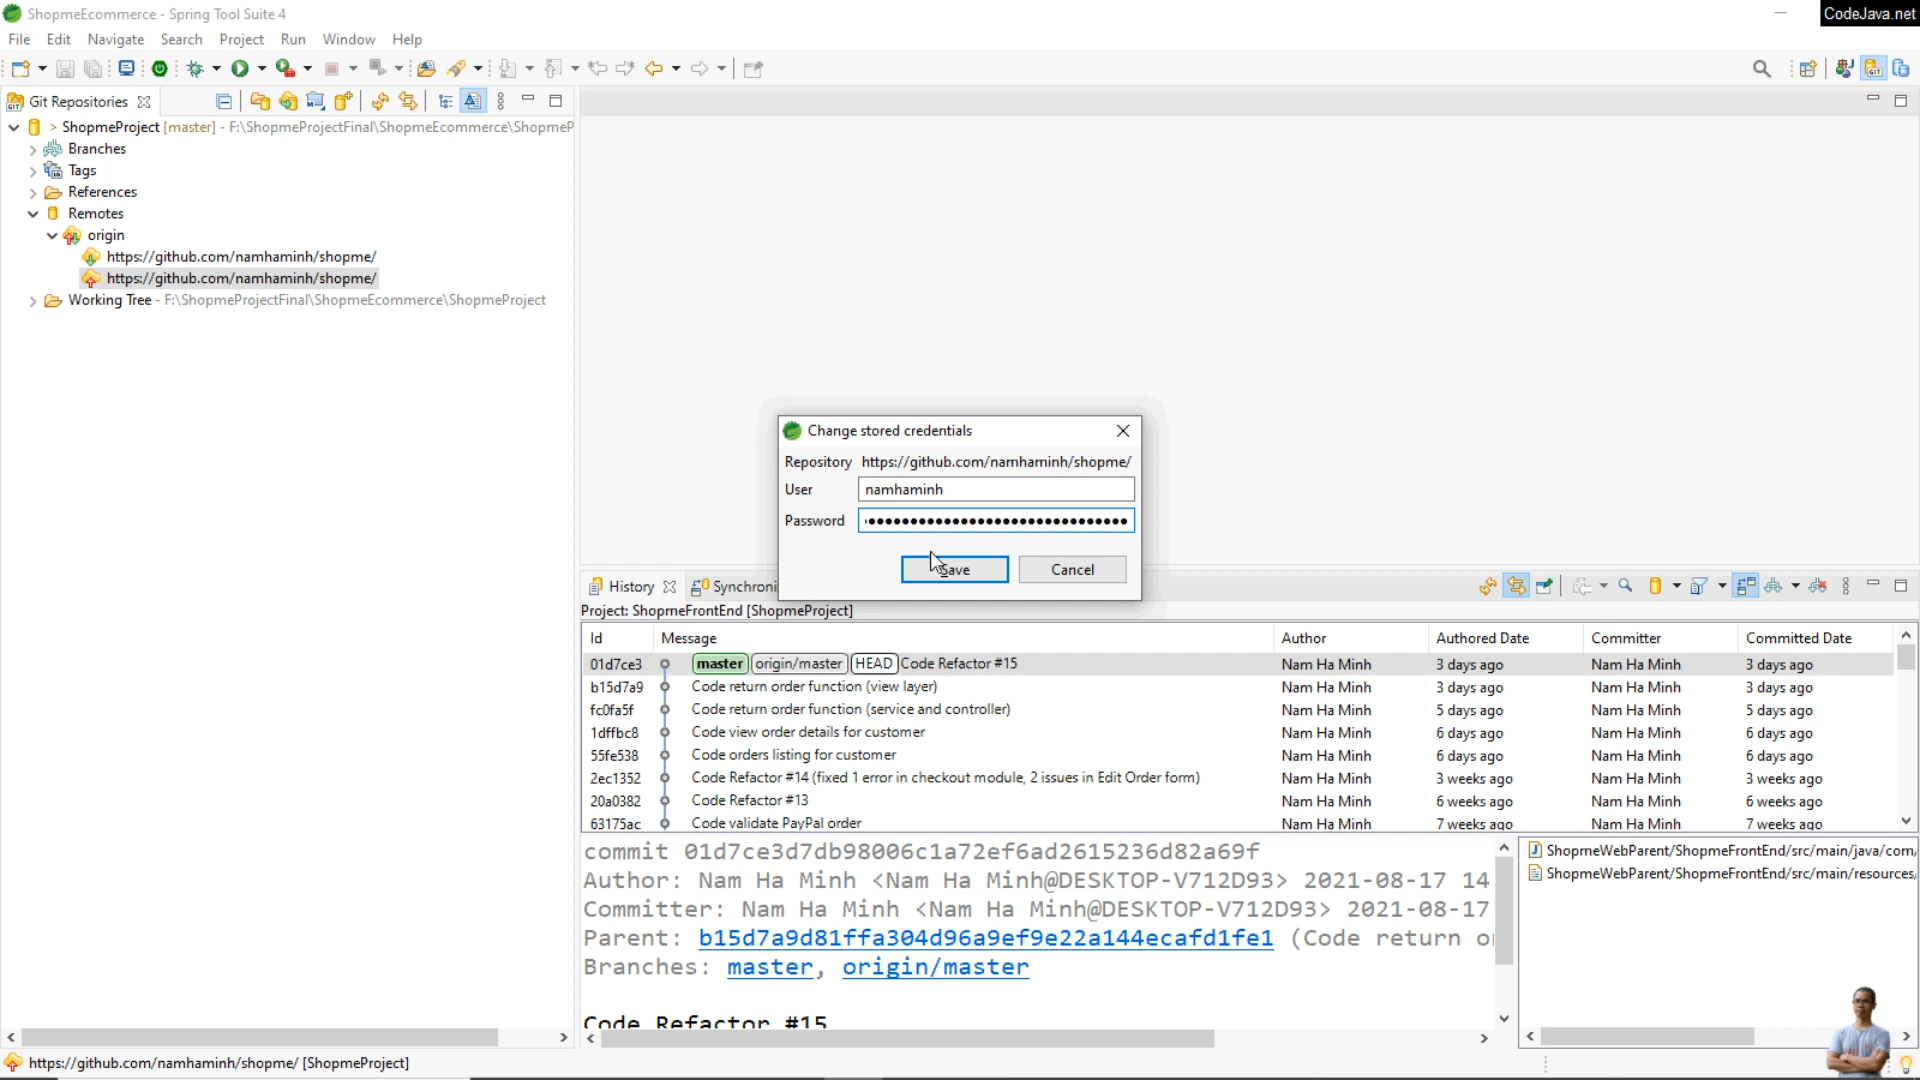 ShopmeEcommerce - Spring Tool Suite 4
CodeJava.net
File Edit Navigate Search Project Run Window Help
Git Repositories
> ShopmeProject [master] - F:\ShopmeProjectFinal\ShopmeEcommerce\ShopmeP
Branches
Tags
References
Remotes
origin
https://github.com/namhaminh/shopme/
https://github.com/namhaminh/shopme/
Working Tree - F:\ShopmeProjectFinal\ShopmeEcommerce\ShopmeProject
Change stored credentials
Repository https://github.com/namhaminh/shopme/
User namhaminh
Password
Save Cancel
History Synchroni
Project: ShopmeFrontEnd [ShopmeProject]
Id Message Author Authored Date Committer Committed Date
01d7ce3 master origin/master HEAD Code Refactor #15 Nam Ha Minh 3 days ago Nam Ha Minh 3 days ago
b15d7a9 Code return order function (view layer) Nam Ha Minh 3 days ago Nam Ha Minh 3 days ago
fc0fa5f Code return order function (service and controller) Nam Ha Minh 5 days ago Nam Ha Minh 5 days ago
1dffbc8 Code view order details for customer Nam Ha Minh 6 days ago Nam Ha Minh 6 days ago
55fe538 Code orders listing for customer Nam Ha Minh 6 days ago Nam Ha Minh 6 days ago
2ec1352 Code Refactor #14 (fixed 1 error in checkout module, 2 issues in Edit Order form) Nam Ha Minh 3 weeks ago Nam Ha Minh 3 weeks ago
20a0382 Code Refactor #13 Nam Ha Minh 6 weeks ago Nam Ha Minh 6 weeks ago
63175ac Code validate PayPal order Nam Ha Minh 7 weeks ago Nam Ha Minh 7 weeks ago
commit 01d7ce3d7db98006c1a72ef6ad2615236d82a69f
Author: Nam Ha Minh <Nam Ha Minh@DESKTOP-V712D93> 2021-08-17 14
Committer: Nam Ha Minh <Nam Ha Minh@DESKTOP-V712D93> 2021-08-17
Parent: b15d7a9d81ffa304d96a9ef9e22a144ecafd1fe1 (Code return or
Branches: master, origin/master
Code Refactor #15
ShopmeWebParent/ShopmeFrontEnd/src/main/java/com,
ShopmeWebParent/ShopmeFrontEnd/src/main/resources,
https://github.com/namhaminh/shopme/ [ShopmeProject]